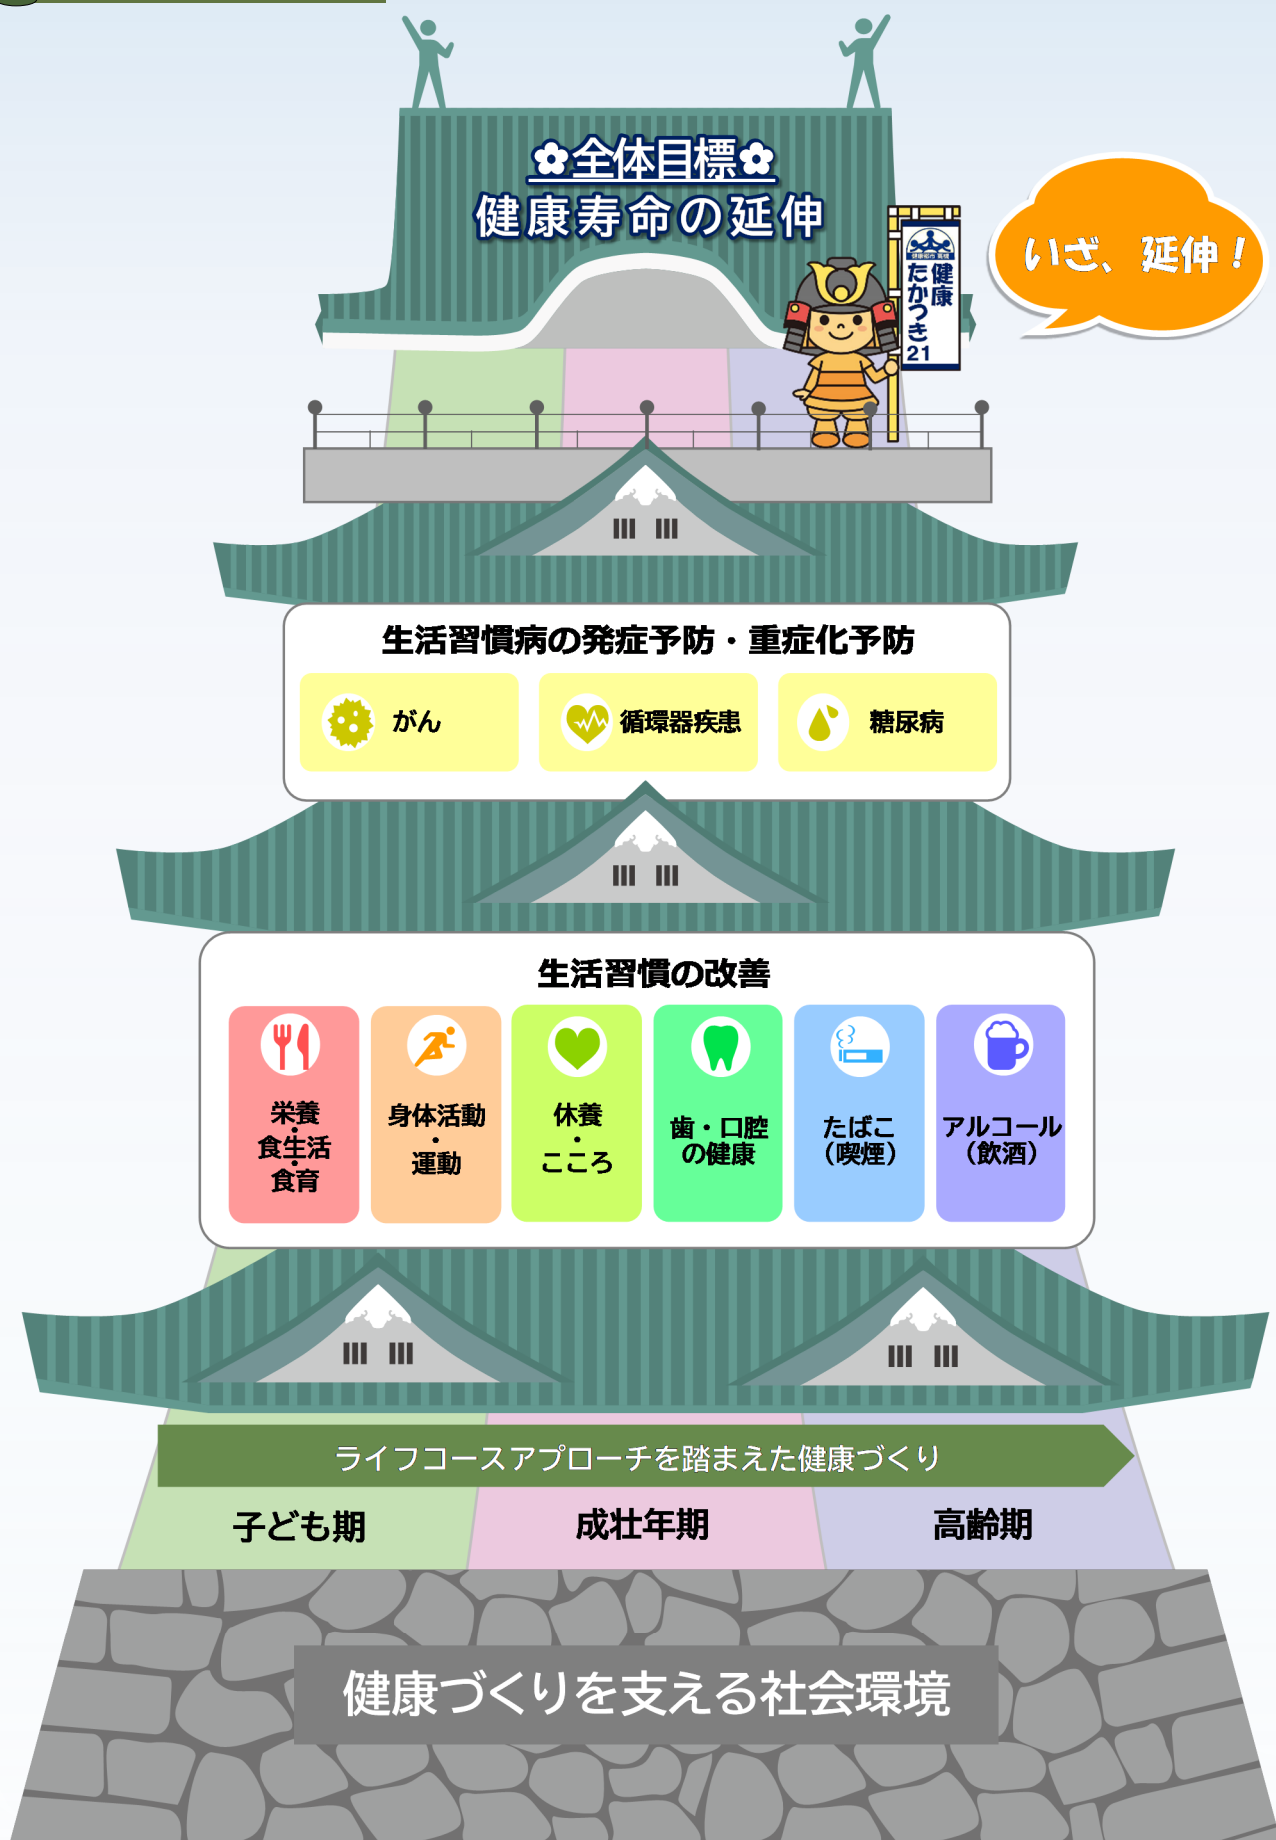 ✿全体目標✿
健康寿命の延伸
いざ、延伸！
健康都市 高槻
健康
たかつき
21
生活習慣病の発症予防・重症化予防
がん
循環器疾患
糖尿病
生活習慣の改善
栄養
・
食生活
・
食育
身体活動
・
運動
休養
・
こころ
歯・口腔
の健康
たばこ
（喫煙）
アルコール
（飲酒）
ライフコースアプローチを踏まえた健康づくり
子ども期
成壮年期
高齢期
健康づくりを支える社会環境